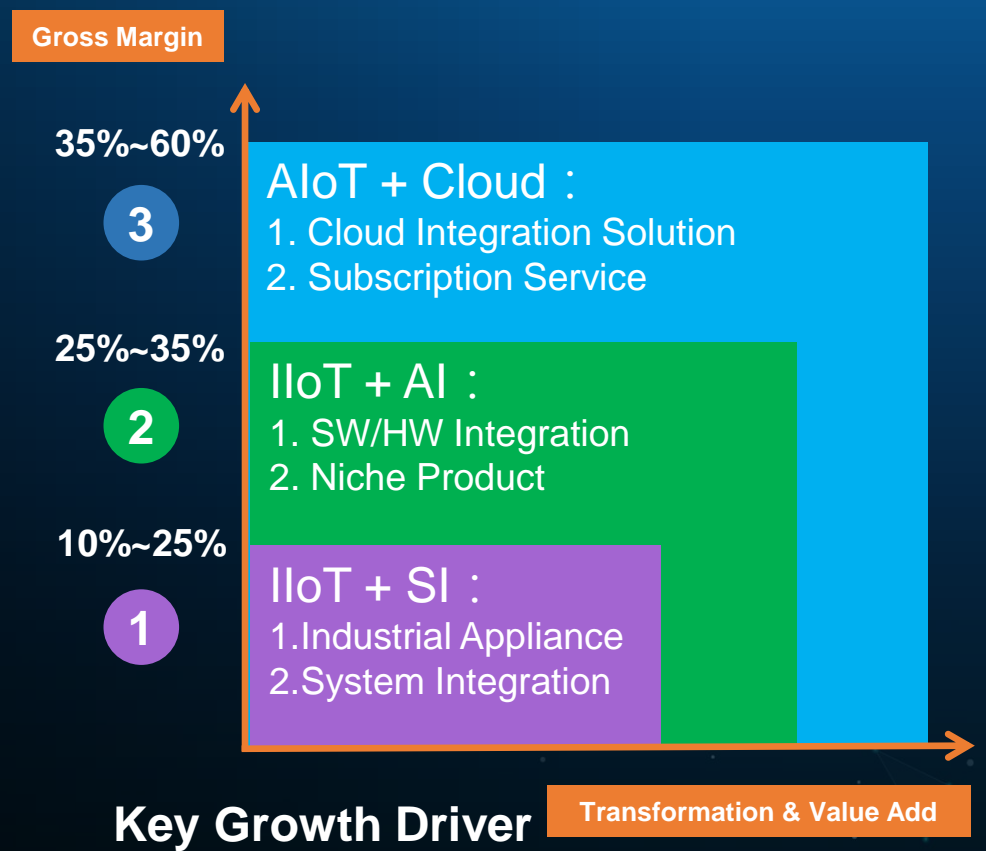 Gross Margin
35%~60%
3
AIoT + Cloud：
1. Cloud Integration Solution
2. Subscription Service
25%~35%
2
IIoT + AI：
1. SW/HW Integration
2. Niche Product
10%~25%
1
IIoT + SI：
1.Industrial Appliance
2.System Integration
Key Growth Driver
Transformation & Value Add